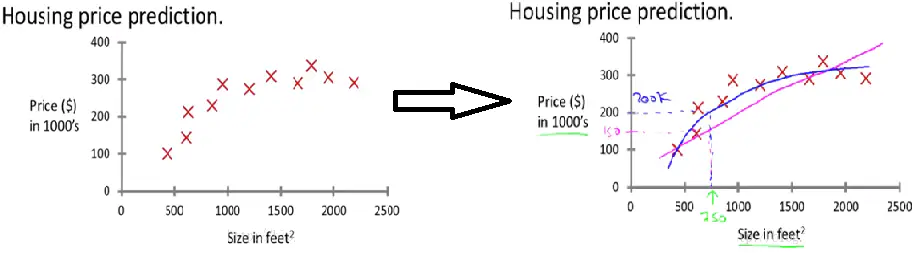 Housing price prediction.
400
300
Price ($)
in 1000's
200
100
0
0 500 1000 1500 2000 2500
Size in feet²
Housing price prediction.
400
300
Price ($)
200K
in 1000's
200
150
100
0
0 500 1000 1500 2000 2500
750
Size in feet²